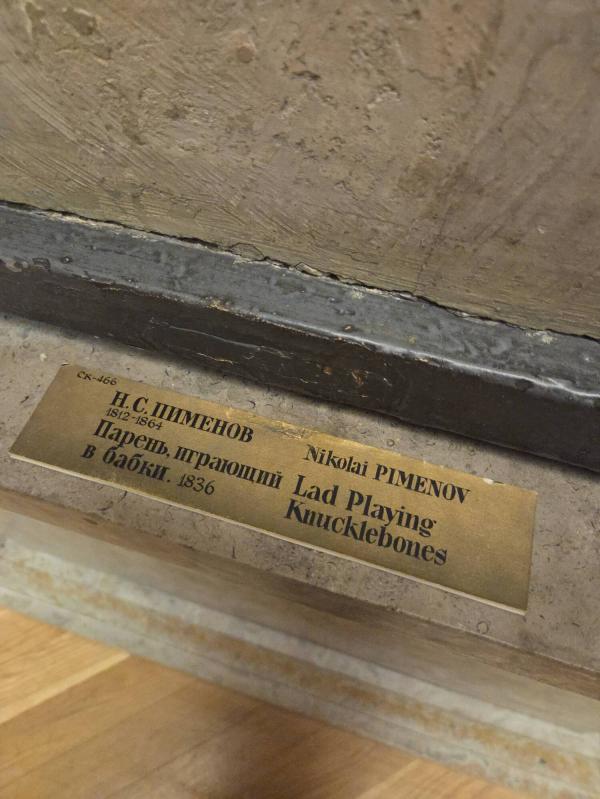 СК-466
Н.С.ПИМЕНОВ
1812-1864
Парень, играющий
в бабки. 1836
Nikolai PIMENOV
Lad Playing
Knucklebones